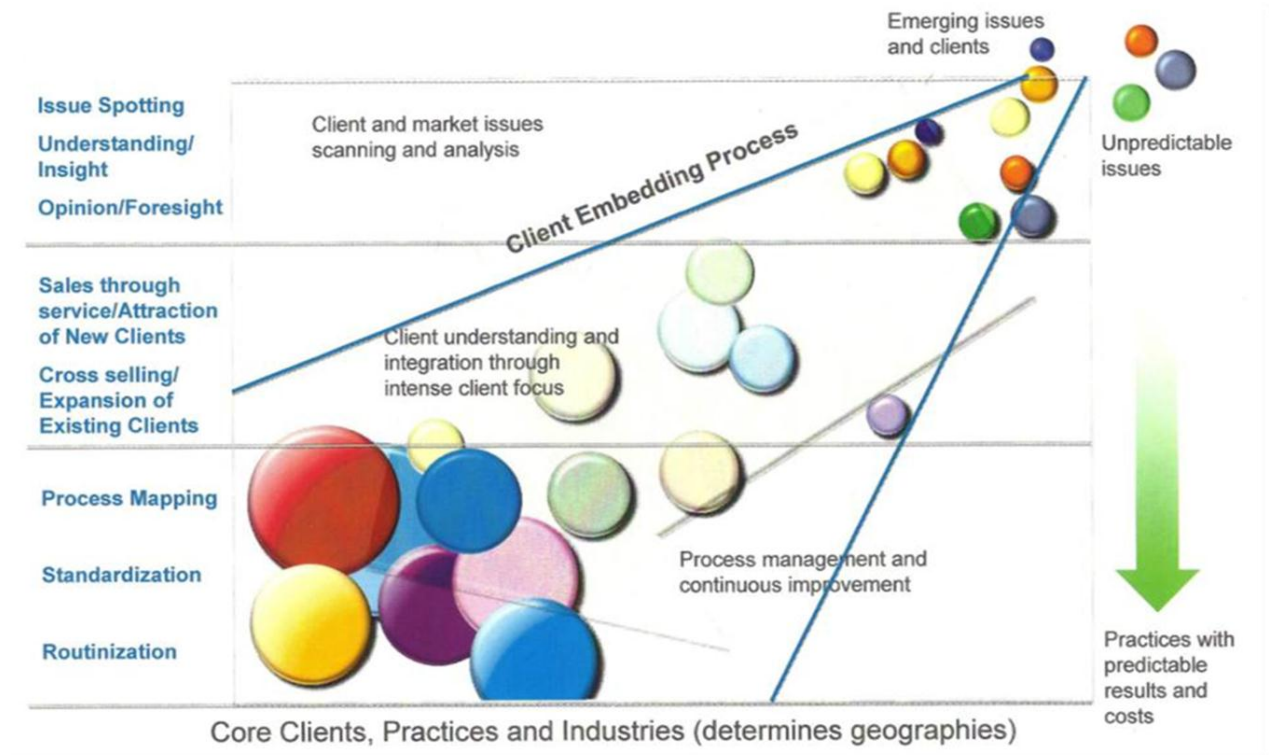 Emerging issues
and clients
Issue Spotting
Understanding/
Insight
Opinion/Foresight
Client and market issues
scanning and analysis
Client Embedding Process
Unpredictable
issues
Sales through
service/Attraction
of New Clients
Cross selling/
Expansion of
Existing Clients
Client understanding and
integration through
intense client focus
Process Mapping
Standardization
Routinization
Process management and
continuous improvement
Practices with
predictable
results and
costs
Core Clients, Practices and Industries (determines geographies)